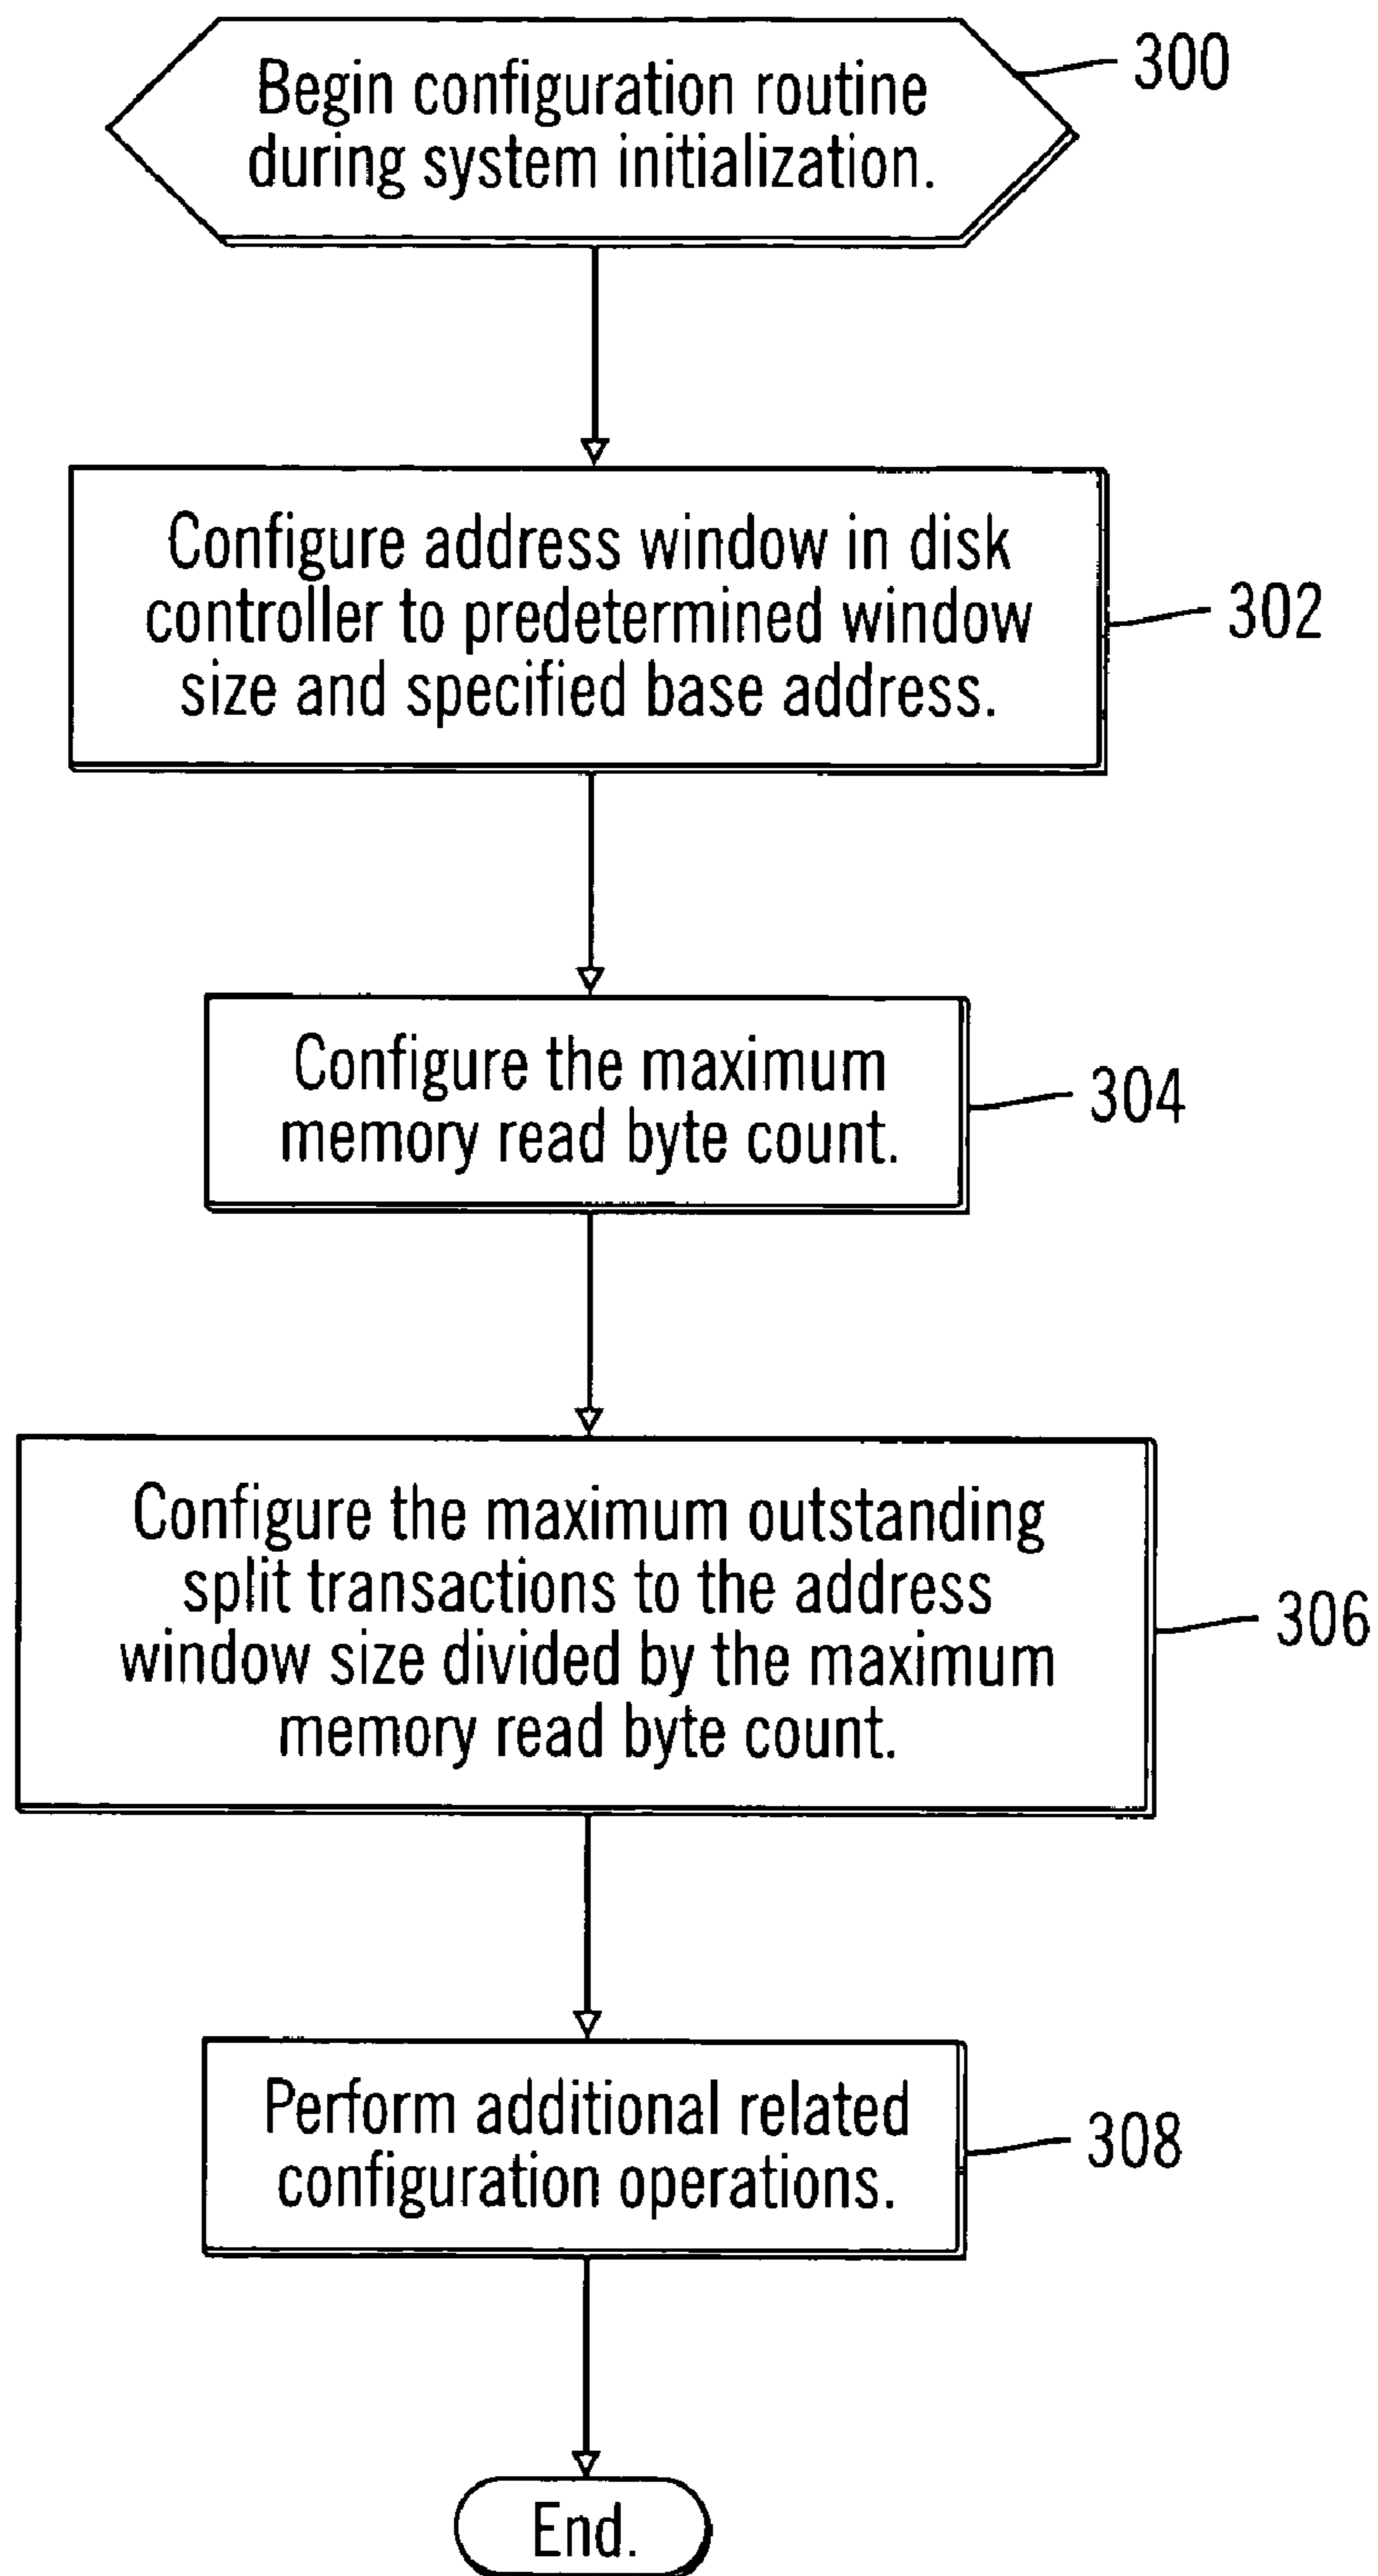 Begin configuration routine
during system initialization.
300
Configure address window in disk
controller to predetermined window
size and specified base address.
302
Configure the maximum
memory read byte count.
304
Configure the maximum outstanding
split transactions to the address
window size divided by the maximum
memory read byte count.
306
Perform additional related
configuration operations.
308
End.